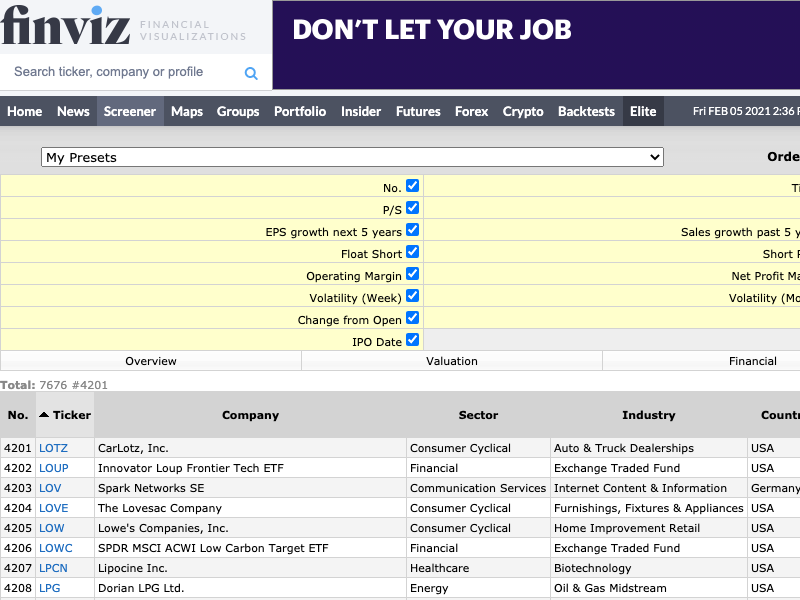 finviz FINANCIAL VISUALIZATIONS
DON'T LET YOUR JOB
Search ticker, company or profile
Home News Screener Maps Groups Portfolio Insider Futures Forex Crypto Backtests Elite Fri FEB 05 2021 2:36
My Presets Orde
No. Ti
P/S
EPS growth next 5 years Sales growth past 5 y
Float Short Short
Operating Margin Net Profit Ma
Volatility (Week) Volatility (Mo
Change from Open
IPO Date
Overview Valuation Financial
Total: 7676 #4201
No. Ticker Company Sector Industry Countr
4201 LOTZ CarLotz, Inc. Consumer Cyclical Auto & Truck Dealerships USA
4202 LOUP Innovator Loup Frontier Tech ETF Financial Exchange Traded Fund USA
4203 LOV Spark Networks SE Communication Services Internet Content & Information Germany
4204 LOVE The Lovesac Company Consumer Cyclical Furnishings, Fixtures & Appliances USA
4205 LOW Lowe's Companies, Inc. Consumer Cyclical Home Improvement Retail USA
4206 LOWC SPDR MSCI ACWI Low Carbon Target ETF Financial Exchange Traded Fund USA
4207 LPCN Lipocine Inc. Healthcare Biotechnology USA
4208 LPG Dorian LPG Ltd. Energy Oil & Gas Midstream USA